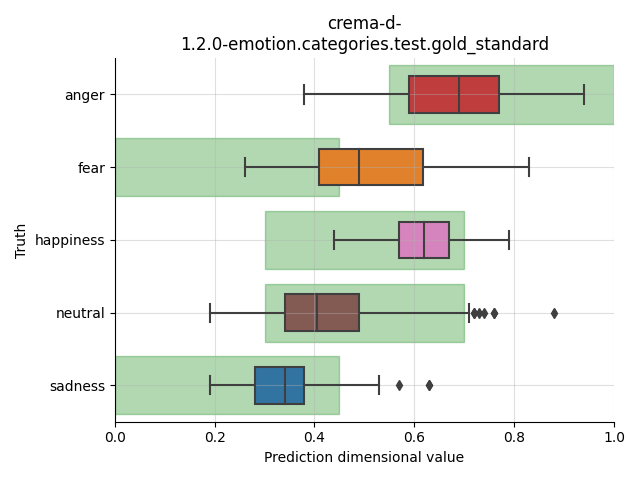 crema-d-
1.2.0-emotion.categories.test.gold_standard
Truth
anger
fear
happiness
neutral
sadness
0.0 0.2 0.4 0.6 0.8 1.0
Prediction dimensional value